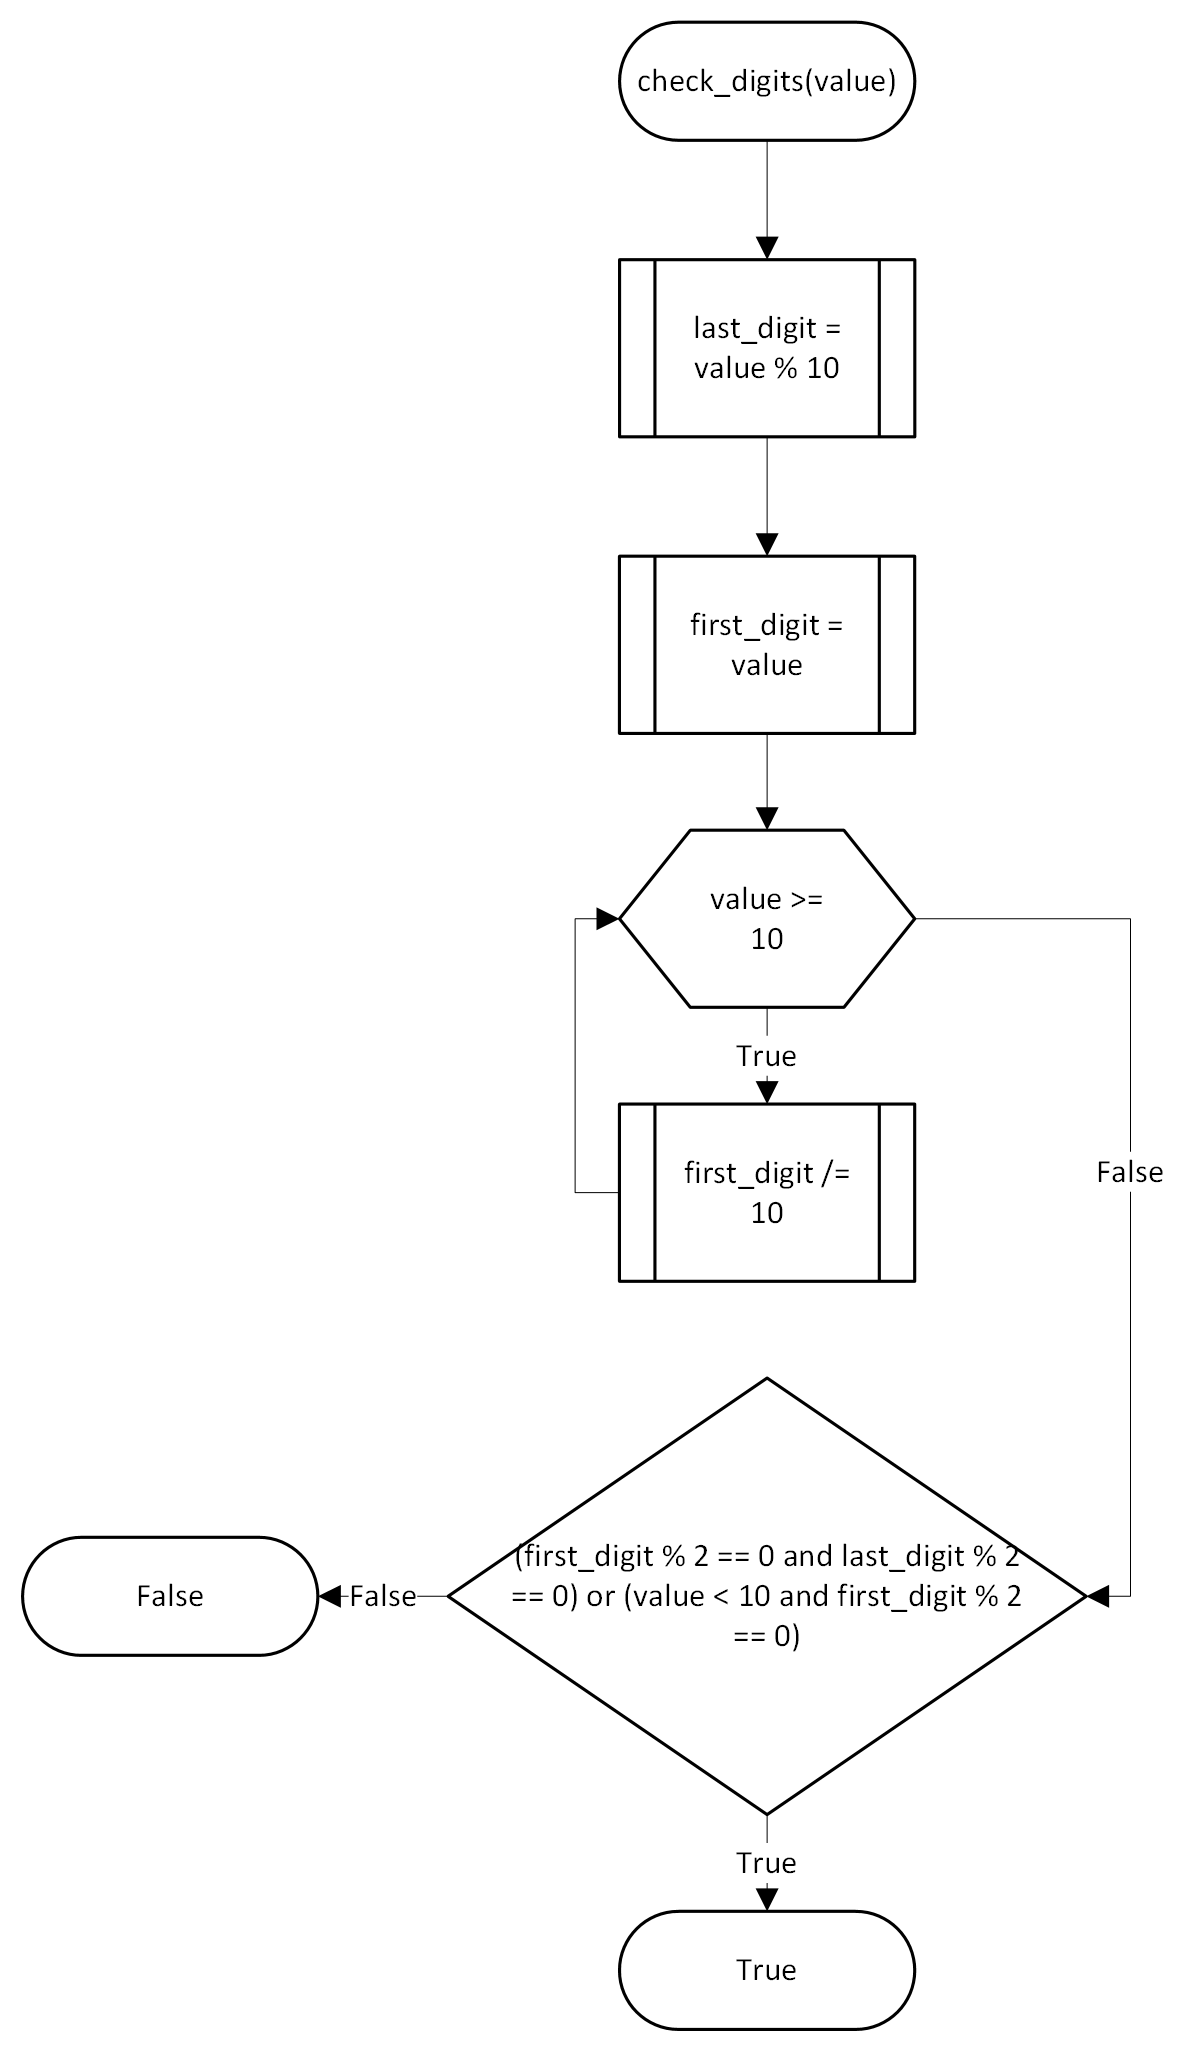 check_digits(value)
last_digit =
value % 10
first_digit =
value
value >=
10
True
first_digit /=
10
False
(first_digit % 2 == 0 and last_digit % 2
== 0) or (value < 10 and first_digit % 2
== 0)
False
False
True
True